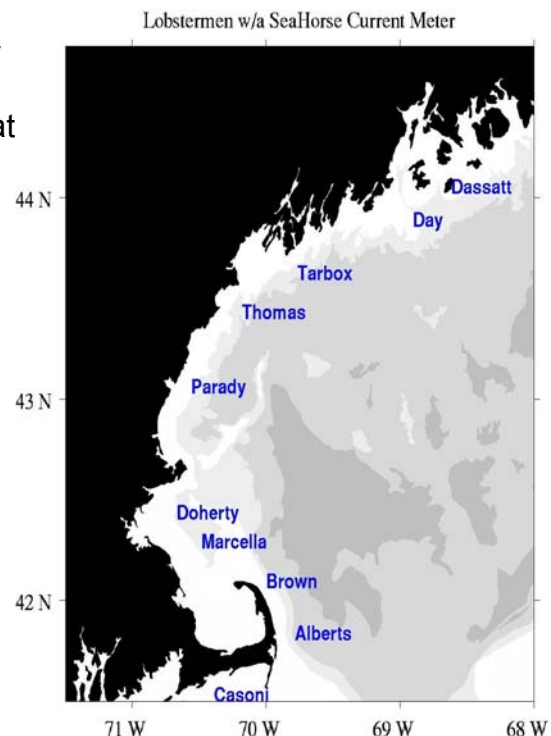 Lobstermen w/a SeaHorse Current Meter
at
44 N
Dassatt
Day
Tarbox
Thomas
43 N
Parady
Doherty
Marcella
42 N
Brown
Alberts
Casoni
71 W 70 W 69 W 68 W